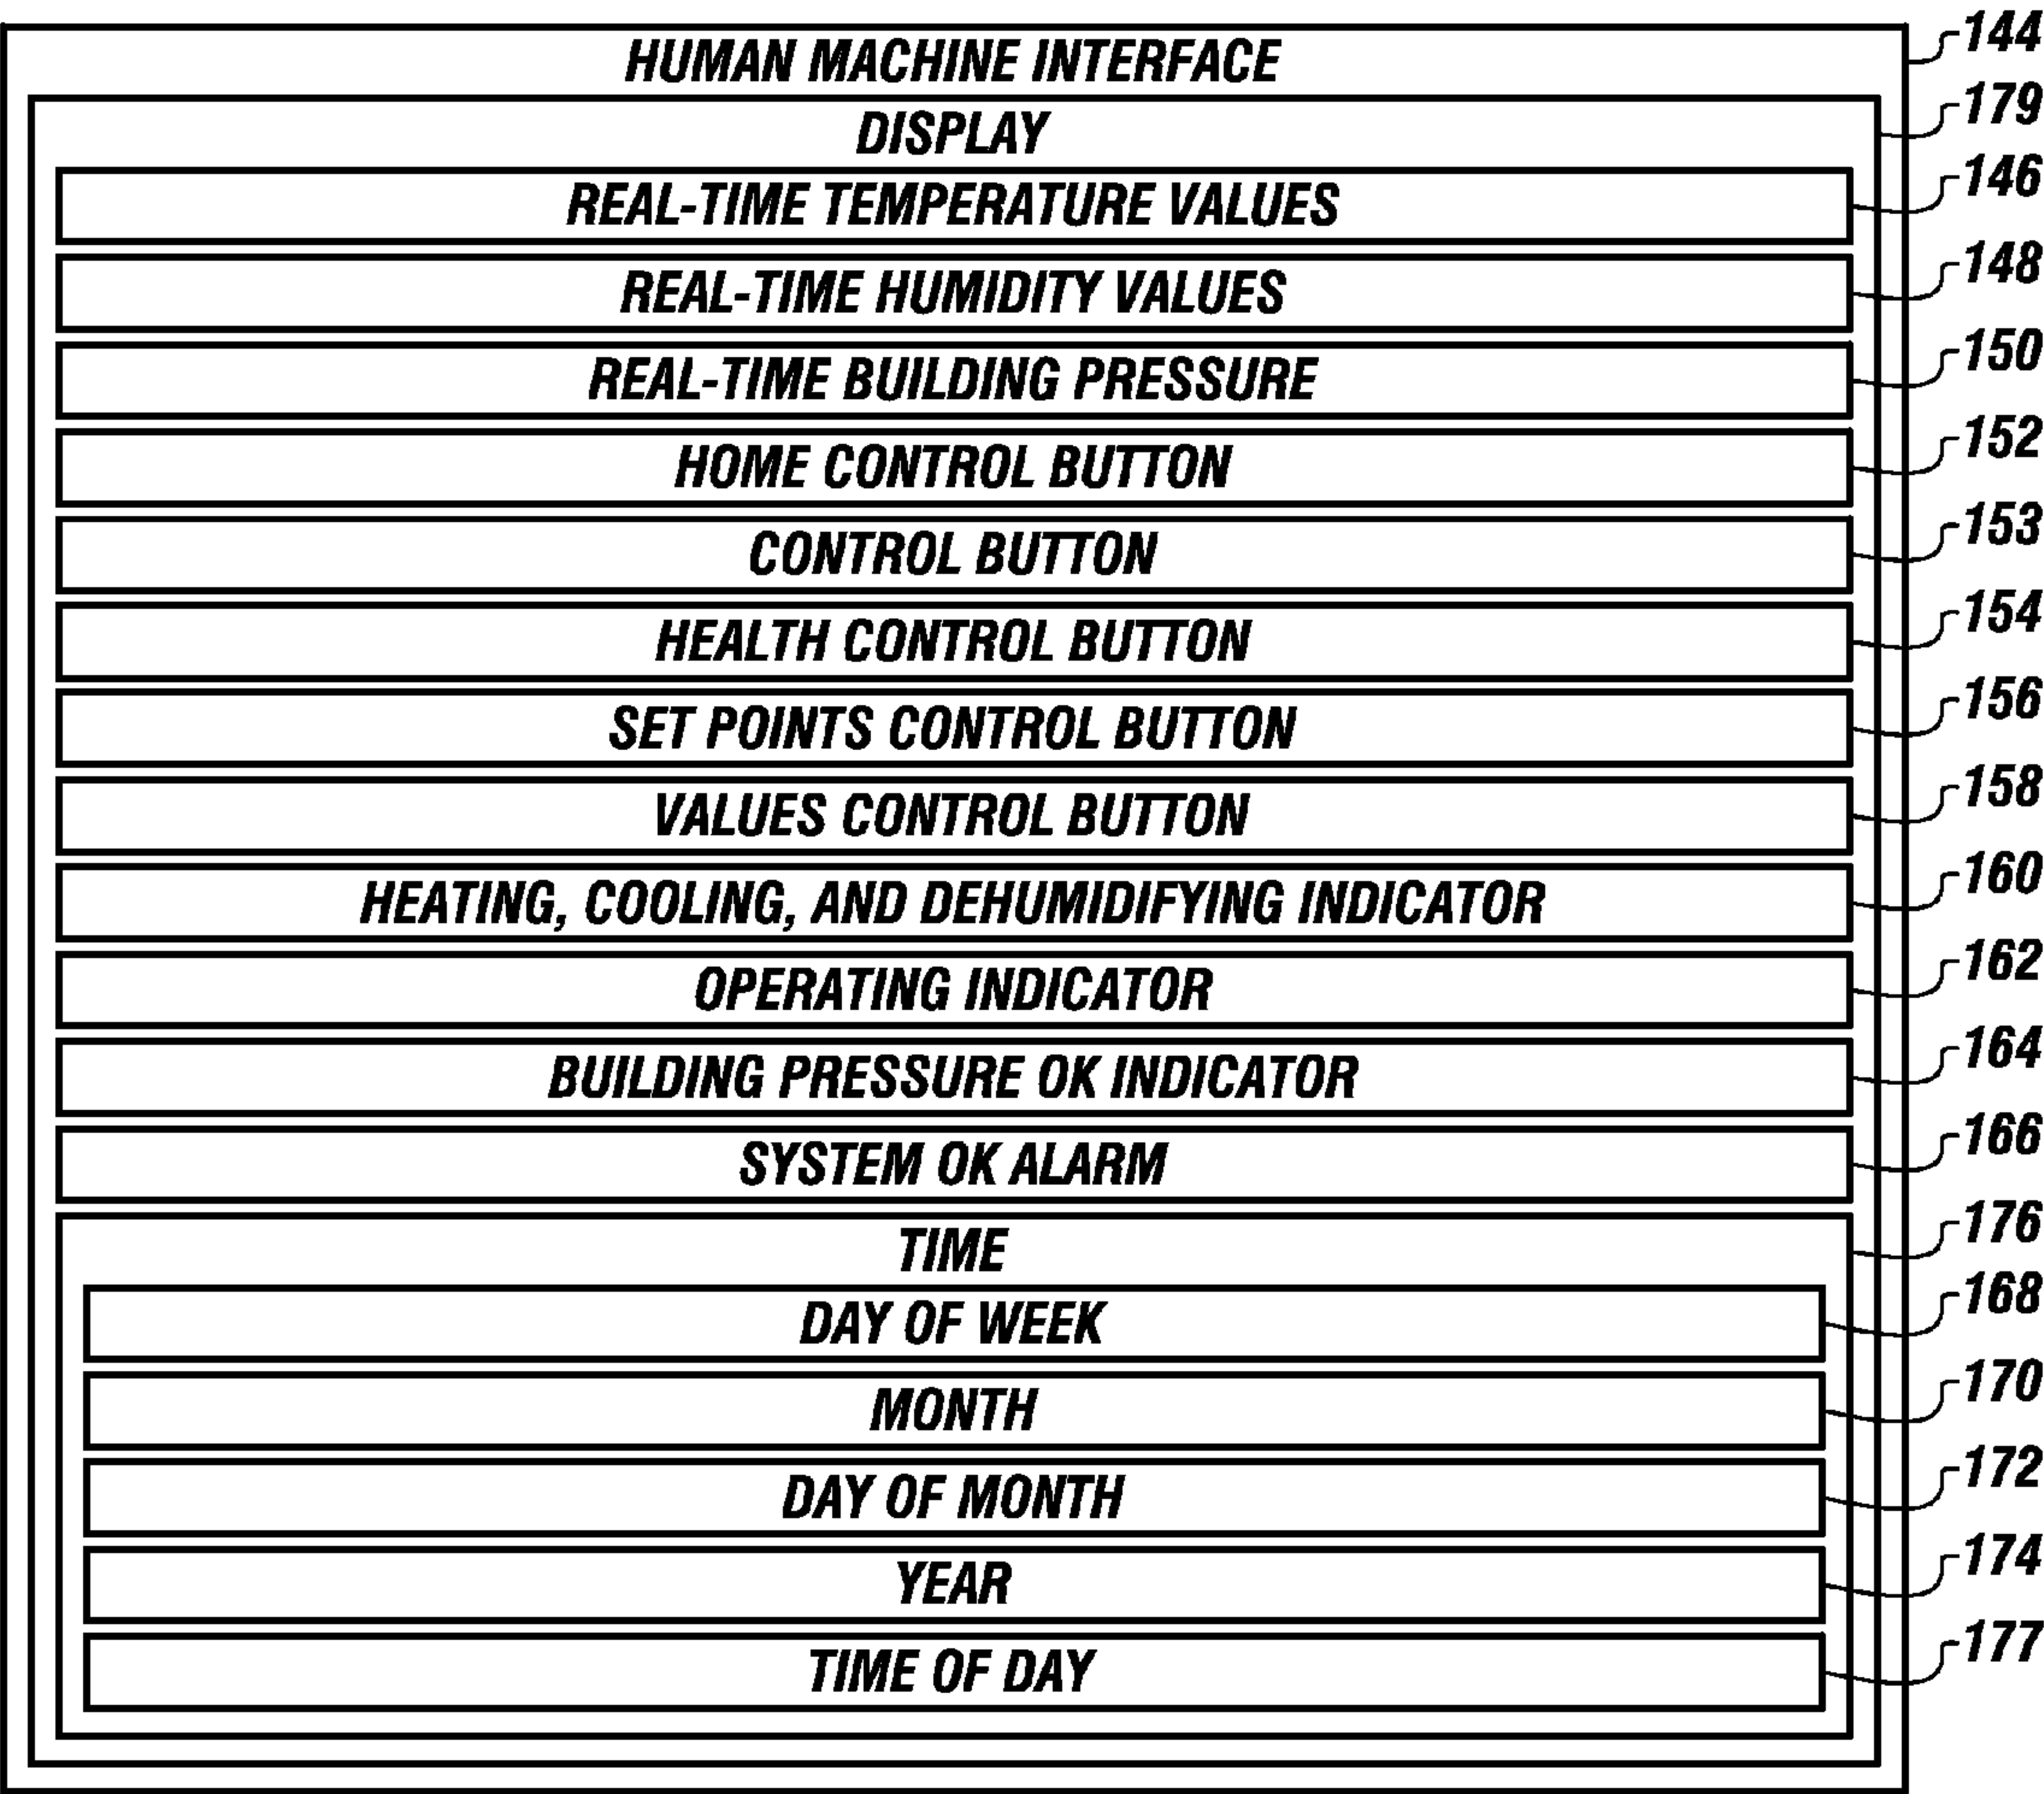 HUMAN MACHINE INTERFACE 144
DISPLAY 179
REAL-TIME TEMPERATURE VALUES 146
REAL-TIME HUMIDITY VALUES 148
REAL-TIME BUILDING PRESSURE 150
HOME CONTROL BUTTON 152
CONTROL BUTTON 153
HEALTH CONTROL BUTTON 154
SET POINTS CONTROL BUTTON 156
VALUES CONTROL BUTTON 158
HEATING, COOLING, AND DEHUMIDIFYING INDICATOR 160
OPERATING INDICATOR 162
BUILDING PRESSURE OK INDICATOR 164
SYSTEM OK ALARM 166
TIME 176
DAY OF WEEK 168
MONTH 170
DAY OF MONTH 172
YEAR 174
TIME OF DAY 177